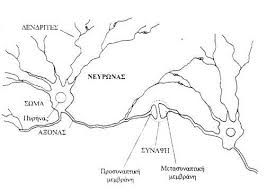 ΔΕΝΔΡΙΤΕΣ
ΝΕΥΡΩΝΑΣ
ΣΩΜΑ
Πυρήνας
ΑΞΟΝΑΣ
ΣΥΝΑΨΗ
Προσυναπτική
μεμβράνη
Μετασυναπτική
μεμβράνη